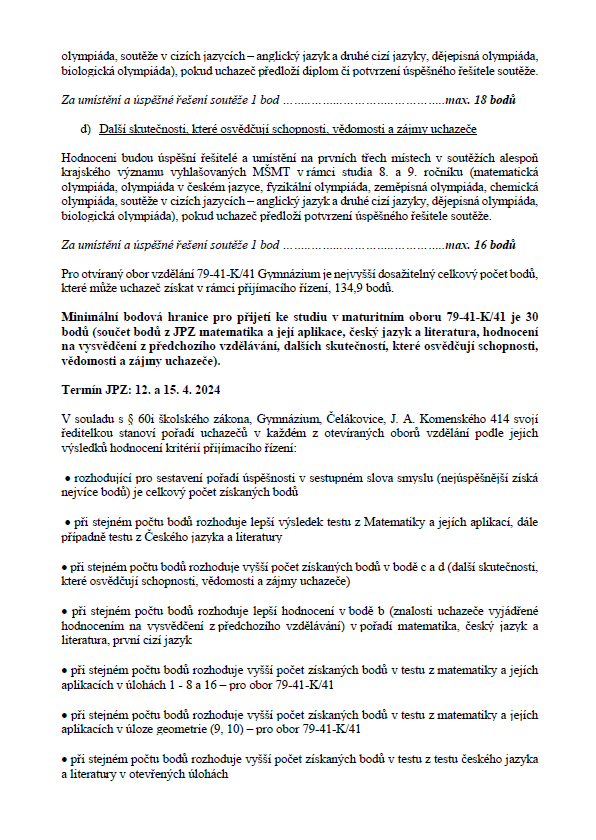 olympiáda, soutěže v cizích jazycích – anglický jazyk a druhé cizí jazyky, dějepisná olympiáda,
biologická olympiáda), pokud uchazeč předloží diplom či potvrzení úspěšného řešitele soutěže.
Za umístění a úspěšné řešení soutěže 1 bod ……..……..…………..…………..max. 18 bodů
d) Další skutečnosti, které osvědčují schopnosti, vědomosti a zájmy uchazeče
Hodnoceni budou úspěšní řešitelé a umístění na prvních třech místech v soutěžích alespoň
krajského významu vyhlašovaných MŠMT v rámci studia 8. a 9. ročníku (matematická
olympiáda, olympiáda v českém jazyce, fyzikální olympiáda, zeměpisná olympiáda, chemická
olympiáda, soutěže v cizích jazycích – anglický jazyk a druhé cizí jazyky, dějepisná olympiáda,
biologická olympiáda), pokud uchazeč předloží potvrzení úspěšného řešitele soutěže.
Za umístění a úspěšné řešení soutěže 1 bod ……..……..…………..…………..max. 16 bodů
Pro otvíraný obor vzdělání 79-41-K/41 Gymnázium je nejvyšší dosažitelný celkový počet bodů,
které může uchazeč získat v rámci přijímacího řízení, 134,9 bodů.
Minimální bodová hranice pro přijetí ke studiu v maturitním oboru 79-41-K/41 je 30
bodů (součet bodů z JPZ matematika a její aplikace, český jazyk a literatura, hodnocení
na vysvědčení z předchozího vzdělávání, dalších skutečností, které osvědčují schopnosti,
vědomosti a zájmy uchazeče).
Termín JPZ: 12. a 15. 4. 2024
V souladu s § 60i školského zákona, Gymnázium, Čelákovice, J. A. Komenského 414 svojí
ředitelkou stanoví pořadí uchazečů v každém z otevíraných oborů vzdělání podle jejich
výsledků hodnocení kritérií přijímacího řízení:
• rozhodující pro sestavení pořadí úspěšnosti v sestupném slova smyslu (nejúspěšnější získá
nejvíce bodů) je celkový počet získaných bodů
• při stejném počtu bodů rozhoduje lepší výsledek testu z Matematiky a jejích aplikací, dále
případně testu z Českého jazyka a literatury
• při stejném počtu bodů rozhoduje vyšší počet získaných bodů v bodě c a d (další skutečnosti,
které osvědčují schopnosti, vědomosti a zájmy uchazeče)
• při stejném počtu bodů rozhoduje lepší hodnocení v bodě b (znalosti uchazeče vyjádřené
hodnocením na vysvědčení z předchozího vzdělávání) v pořadí matematika, český jazyk a
literatura, první cizí jazyk
• při stejném počtu bodů rozhoduje vyšší počet získaných bodů v testu z matematiky a jejích
aplikacích v úlohách 1 - 8 a 16 – pro obor 79-41-K/41
• při stejném počtu bodů rozhoduje vyšší počet získaných bodů v testu z matematiky a jejích
aplikacích v úloze geometrie (9, 10) – pro obor 79-41-K/41
• při stejném počtu bodů rozhoduje vyšší počet získaných bodů v testu z testu českého jazyka
a literatury v otevřených úlohách